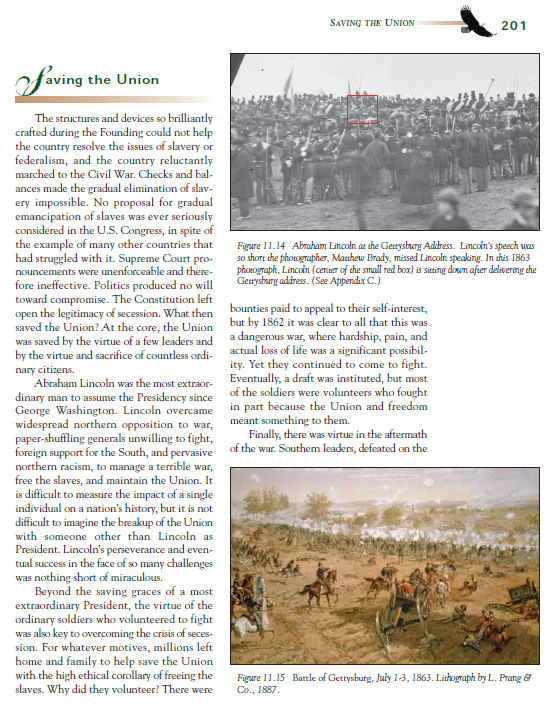 SAVING THE UNION
201
Saving the Union
The structures and devices so brilliantly
crafted during the Founding could not help
the country resolve the issues of slavery or
federalism, and the country reluctantly
marched to the Civil War. Checks and bal-
ances made the gradual elimination of slav-
ery impossible. No proposal for gradual
emancipation of slaves was ever seriously
considered in the U.S. Congress, in spite of
the example of many other countries that
had struggled with it. Supreme Court pro-
nouncements were unenforceable and there-
fore ineffective. Politics produced no will
toward compromise. The Constitution left
open the legitimacy of secession. What then
saved the Union? At the core, the Union
was saved by the virtue of a few leaders and
by the virtue and sacrifice of countless ordi-
nary citizens.
Abraham Lincoln was the most extraor-
dinary man to assume the Presidency since
George Washington. Lincoln overcame
widespread northern opposition to war,
paper-shuffling generals unwilling to fight,
foreign support for the South, and pervasive
northern racism, to manage a terrible war,
free the slaves, and maintain the Union. It
is difficult to measure the impact of a single
individual on a nation's history, but it is not
difficult to imagine the breakup of the Union
with someone other than Lincoln as
President. Lincoln's perseverance and even-
tual success in the face of so many challenges
was nothing short of miraculous.
Beyond the saving graces of a most
extraordinary President, the virtue of the
ordinary soldiers who volunteered to fight
was also key to overcoming the crisis of seces-
sion. For whatever motives, millions left
home and family to help save the Union
with the high ethical corollary of freeing the
slaves. Why did they volunteer? There were
Figure 11.14 Abraham Lincoln at the Gettysburg Address. Lincoln's speech was
so short the photographer, Matthew Brady, missed Lincoln speaking. In this 1863
photograph, Lincoln (center of the small red box) is sitting down after delivering the
Gettysburg address. (See Appendix C.)
bounties paid to appeal to their self-interest,
but by 1862 it was clear to all that this was
a dangerous war, where hardship, pain, and
actual loss of life was a significant possibil-
ity. Yet they continued to come to fight.
Eventually, a draft was instituted, but most
of the soldiers were volunteers who fought
in part because the Union and freedom
meant something to them.
Finally, there was virtue in the aftermath
of the war. Southern leaders, defeated on the
Figure 11.15 Battle of Gettysburg, July 1-3, 1863. Lithograph by L. Prang &
Co., 1887.